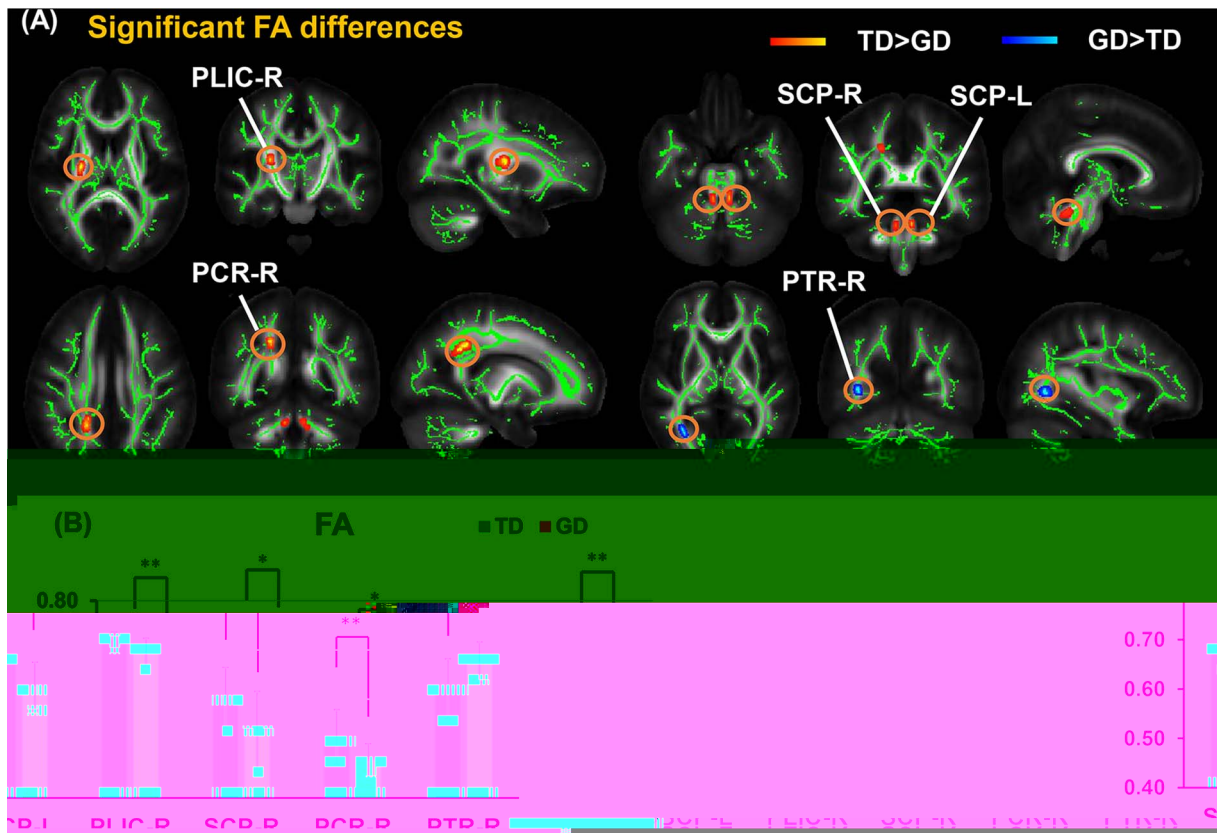 (A) Significant FA differences
TD>GD GD>TD
PLIC-R
SCP-R SCP-L
PCR-R
PTR-R
(B) FA TD GD
** * **
0.80 *
**
0.70
0.60
0.50
0.40
PLIC-R SCP-R PCR-R PTR-R